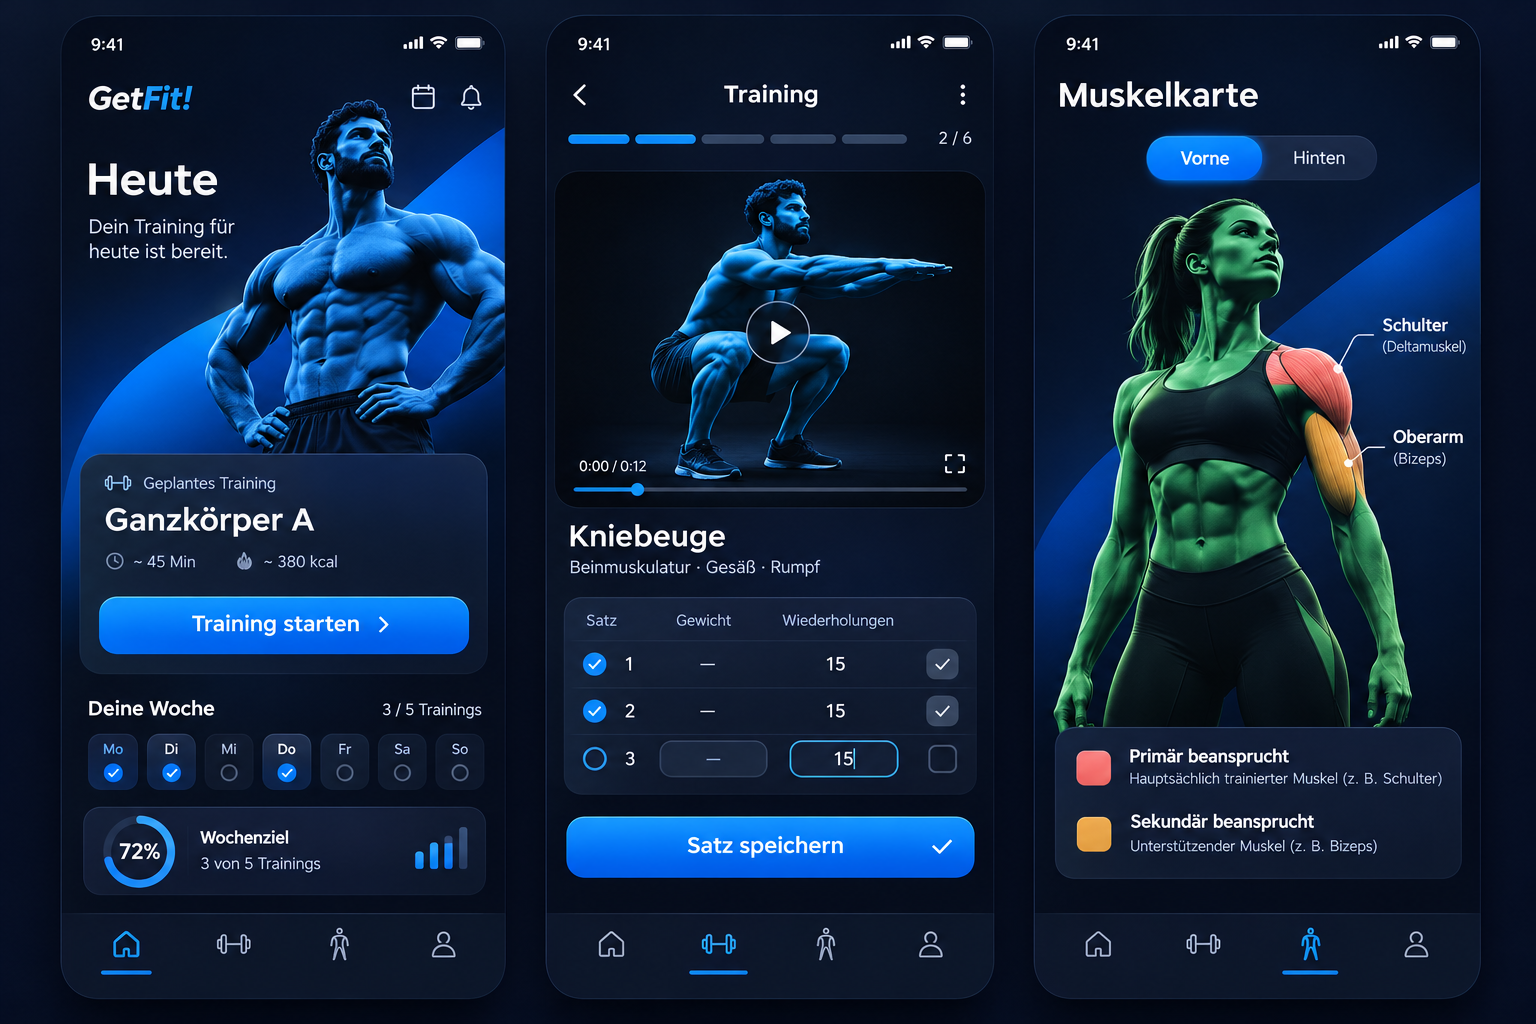 9:41
GetFit!
Heute
Dein Training für
heute ist bereit.
Geplantes Training
Ganzkörper A
~ 45 Min
~ 380 kcal
Training starten
Deine Woche
3 / 5 Trainings
Mo
Di
Mi
Do
Fr
Sa
So
72%
Wochenziel
3 von 5 Trainings
9:41
Training
2 / 6
0:00 / 0:12
Kniebeuge
Beinmuskulatur · Gesäß · Rumpf
Satz Gewicht Wiederholungen
1 — 15
2 — 15
3 — 15
Satz speichern
9:41
Muskelkarte
Vorne
Hinten
Schulter
(Deltamuskel)
Oberarm
(Bizeps)
Primär beansprucht
Hauptsächlich trainierter Muskel (z. B. Schulter)
Sekundär beansprucht
Unterstützender Muskel (z. B. Bizeps)